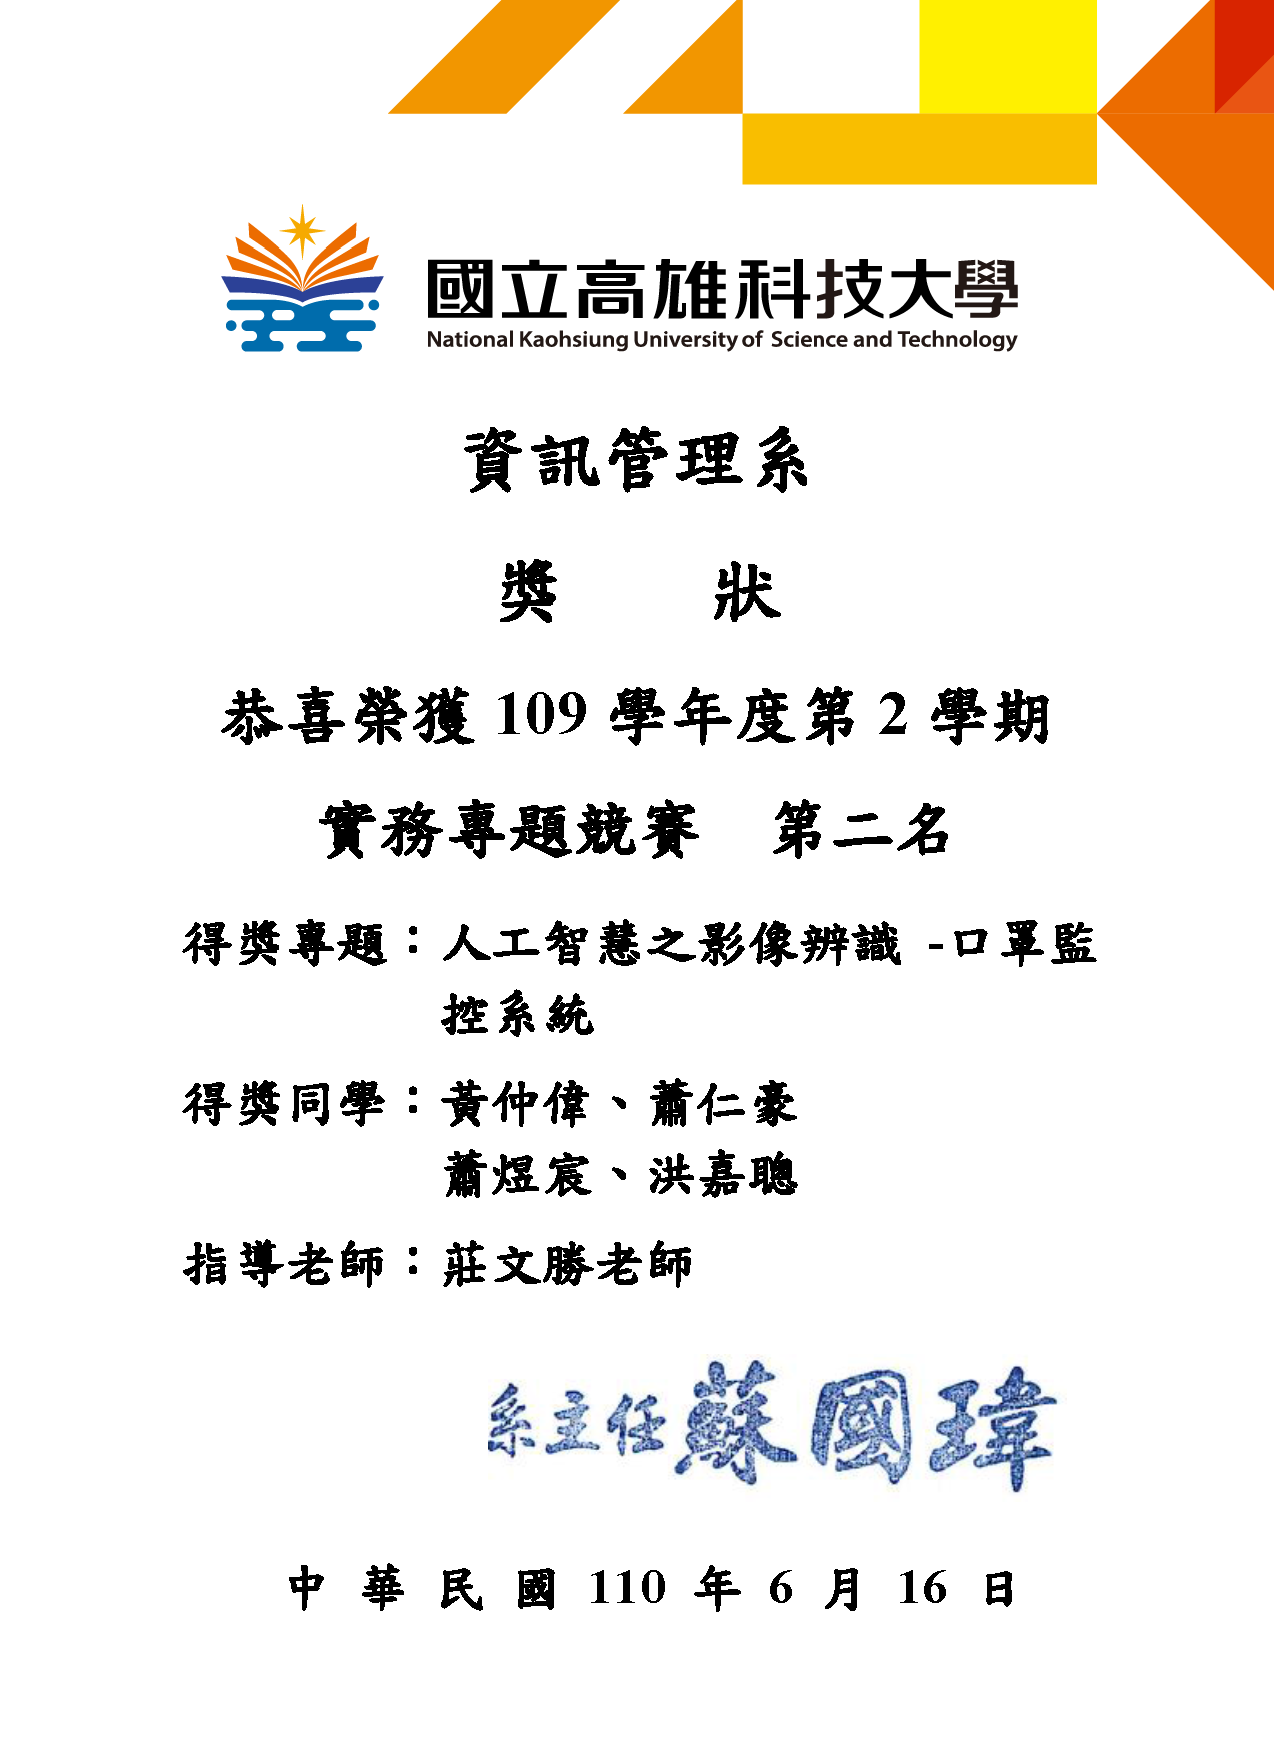 國立高雄科技大學
National Kaohsiung University of Science and Technology
資訊管理系
獎 狀
恭喜榮獲 109 學年度第 2 學期
實務專題競賽 第二名
得獎專題：人工智慧之影像辨識 -口罩監
控系統
得獎同學：黃仲偉、蕭仁豪
蕭煜宸、洪嘉聰
指導老師：莊文勝老師
系主任蘇國瑋
中 華 民 國 110 年 6 月 16 日